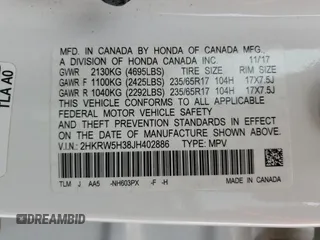 TLA A0
MFD. IN CANADA BY HONDA OF CANADA MFG.,
A DIVISION OF HONDA CANADA INC. 11/17
GVWR 2130KG (4695LBS) TIRE SIZE RIM SIZE
GAWR F 1100KG (2425LBS) 235/65R17 104H 17X7.5J
GAWR R 1040KG (2292LBS) 235/65R17 104H 17X7.5J
THIS VEHICLE CONFORMS TO ALL APPLICABLE
FEDERAL MOTOR VEHICLE SAFETY AND
THEFT PREVENTION STANDARDS IN EFFECT ON
THE DATE OF MANUFACTURE SHOWN ABOVE.
V.I.N.: 2HKRW5H38JH402886 TYPE: MPV
TLM J AA5 -NH603PX -F -H
MADE IN CANADA
DREAMBID